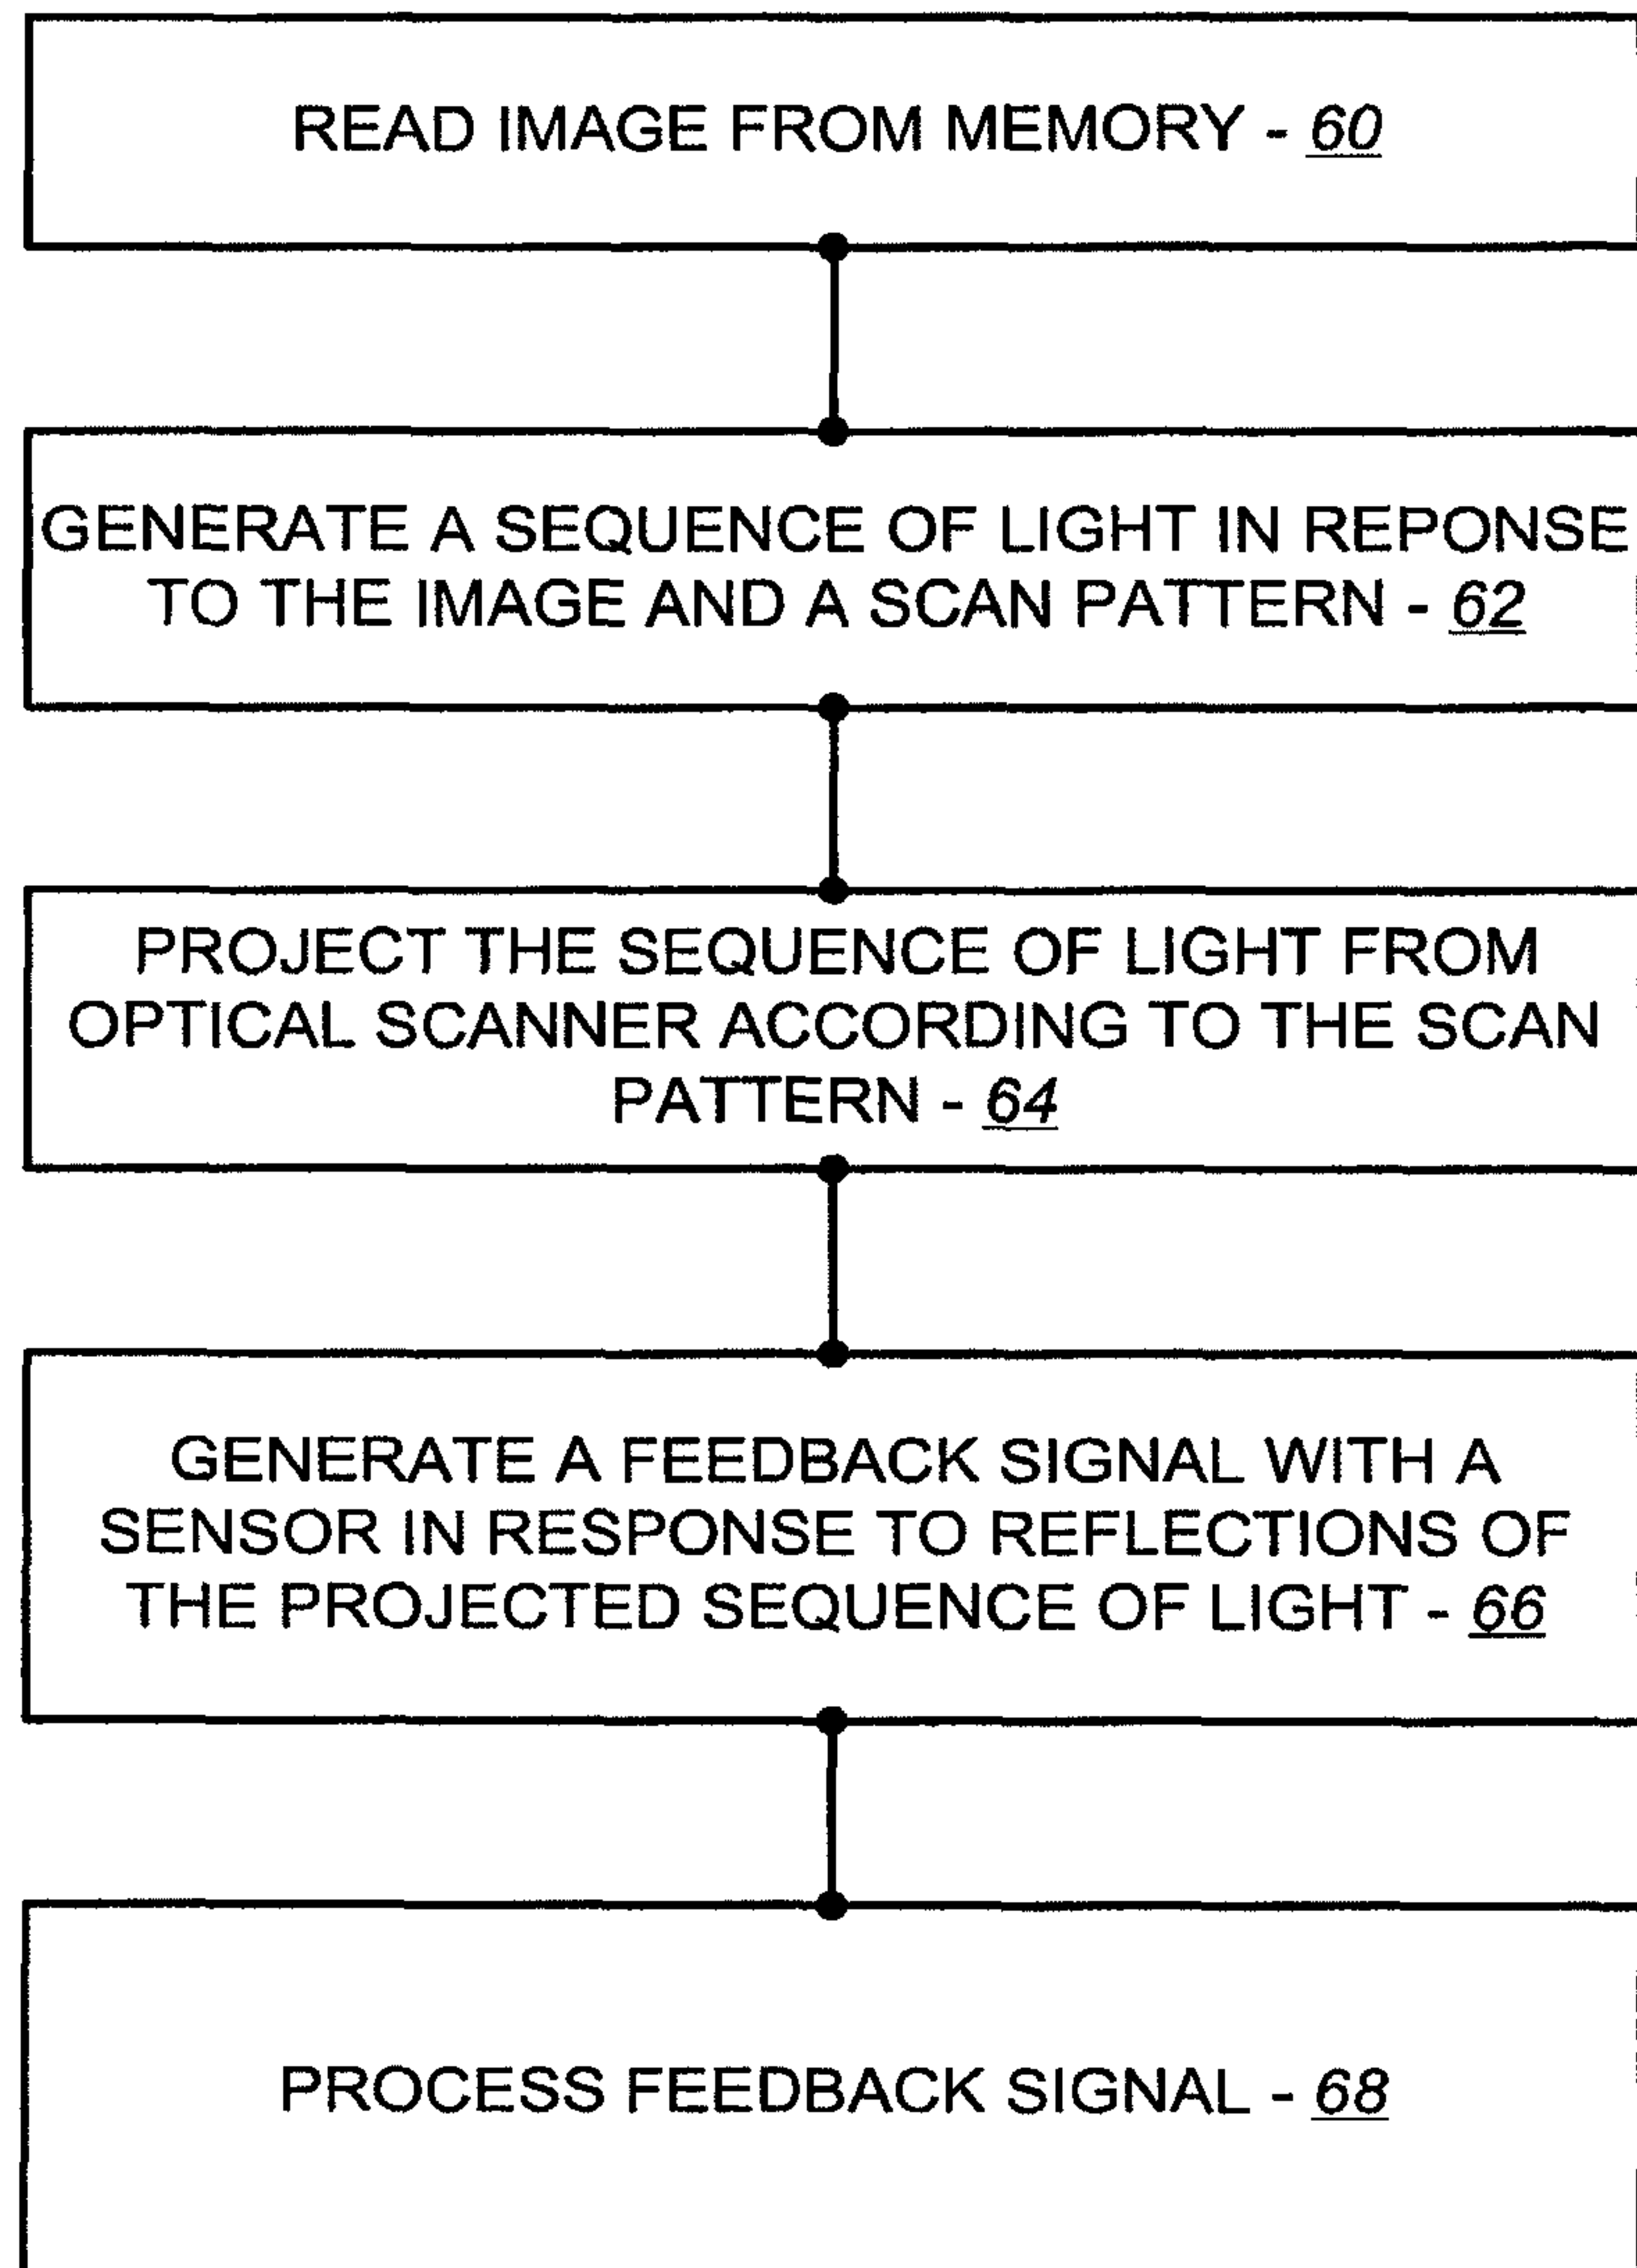 READ IMAGE FROM MEMORY - 60
GENERATE A SEQUENCE OF LIGHT IN REPONSE
TO THE IMAGE AND A SCAN PATTERN - 62
PROJECT THE SEQUENCE OF LIGHT FROM
OPTICAL SCANNER ACCORDING TO THE SCAN
PATTERN - 64
GENERATE A FEEDBACK SIGNAL WITH A
SENSOR IN RESPONSE TO REFLECTIONS OF
THE PROJECTED SEQUENCE OF LIGHT - 66
PROCESS FEEDBACK SIGNAL - 68